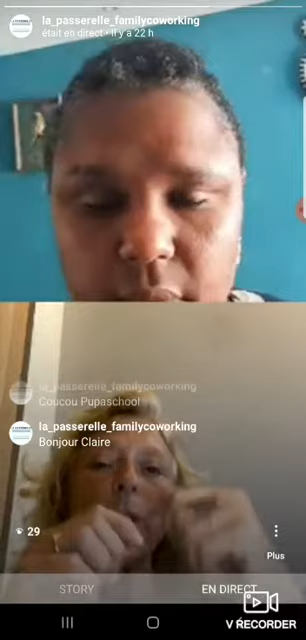 la_passerelle_familycoworking
était en direct • Il y a 22 h
la_passerelle_familycoworking
Coucou Pupaschool
la_passerelle_familycoworking
Bonjour Claire
29
Plus
STORY
EN DIRECT
V RECORDER